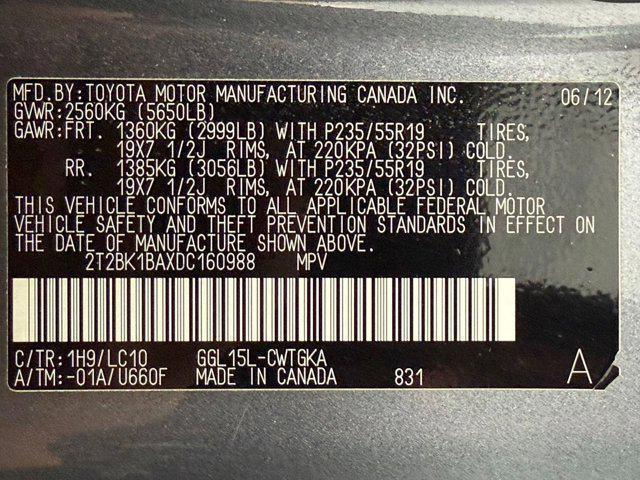 MFD.BY:TOYOTA MOTOR MANUFACTURING CANADA INC. 06/12
GVWR:2560KG (5650LB)
GAWR:FRT. 1360KG (2999LB) WITH P235/55R19 TIRES,
19X7 1/2J RIMS, AT 220KPA (32PSI) COLD.
RR. 1385KG (3056LB) WITH P235/55R19 TIRES,
19X7 1/2J RIMS, AT 220KPA (32PSI) COLD.
THIS VEHICLE CONFORMS TO ALL APPLICABLE FEDERAL MOTOR
VEHICLE SAFETY AND THEFT PREVENTION STANDARDS IN EFFECT ON
THE DATE OF MANUFACTURE SHOWN ABOVE.
2T2BK1BAXDC160988 MPV
C/TR:1H9/LC10 GGL15L-CWTGKA
A/TM:-01A/U660F MADE IN CANADA 831 A